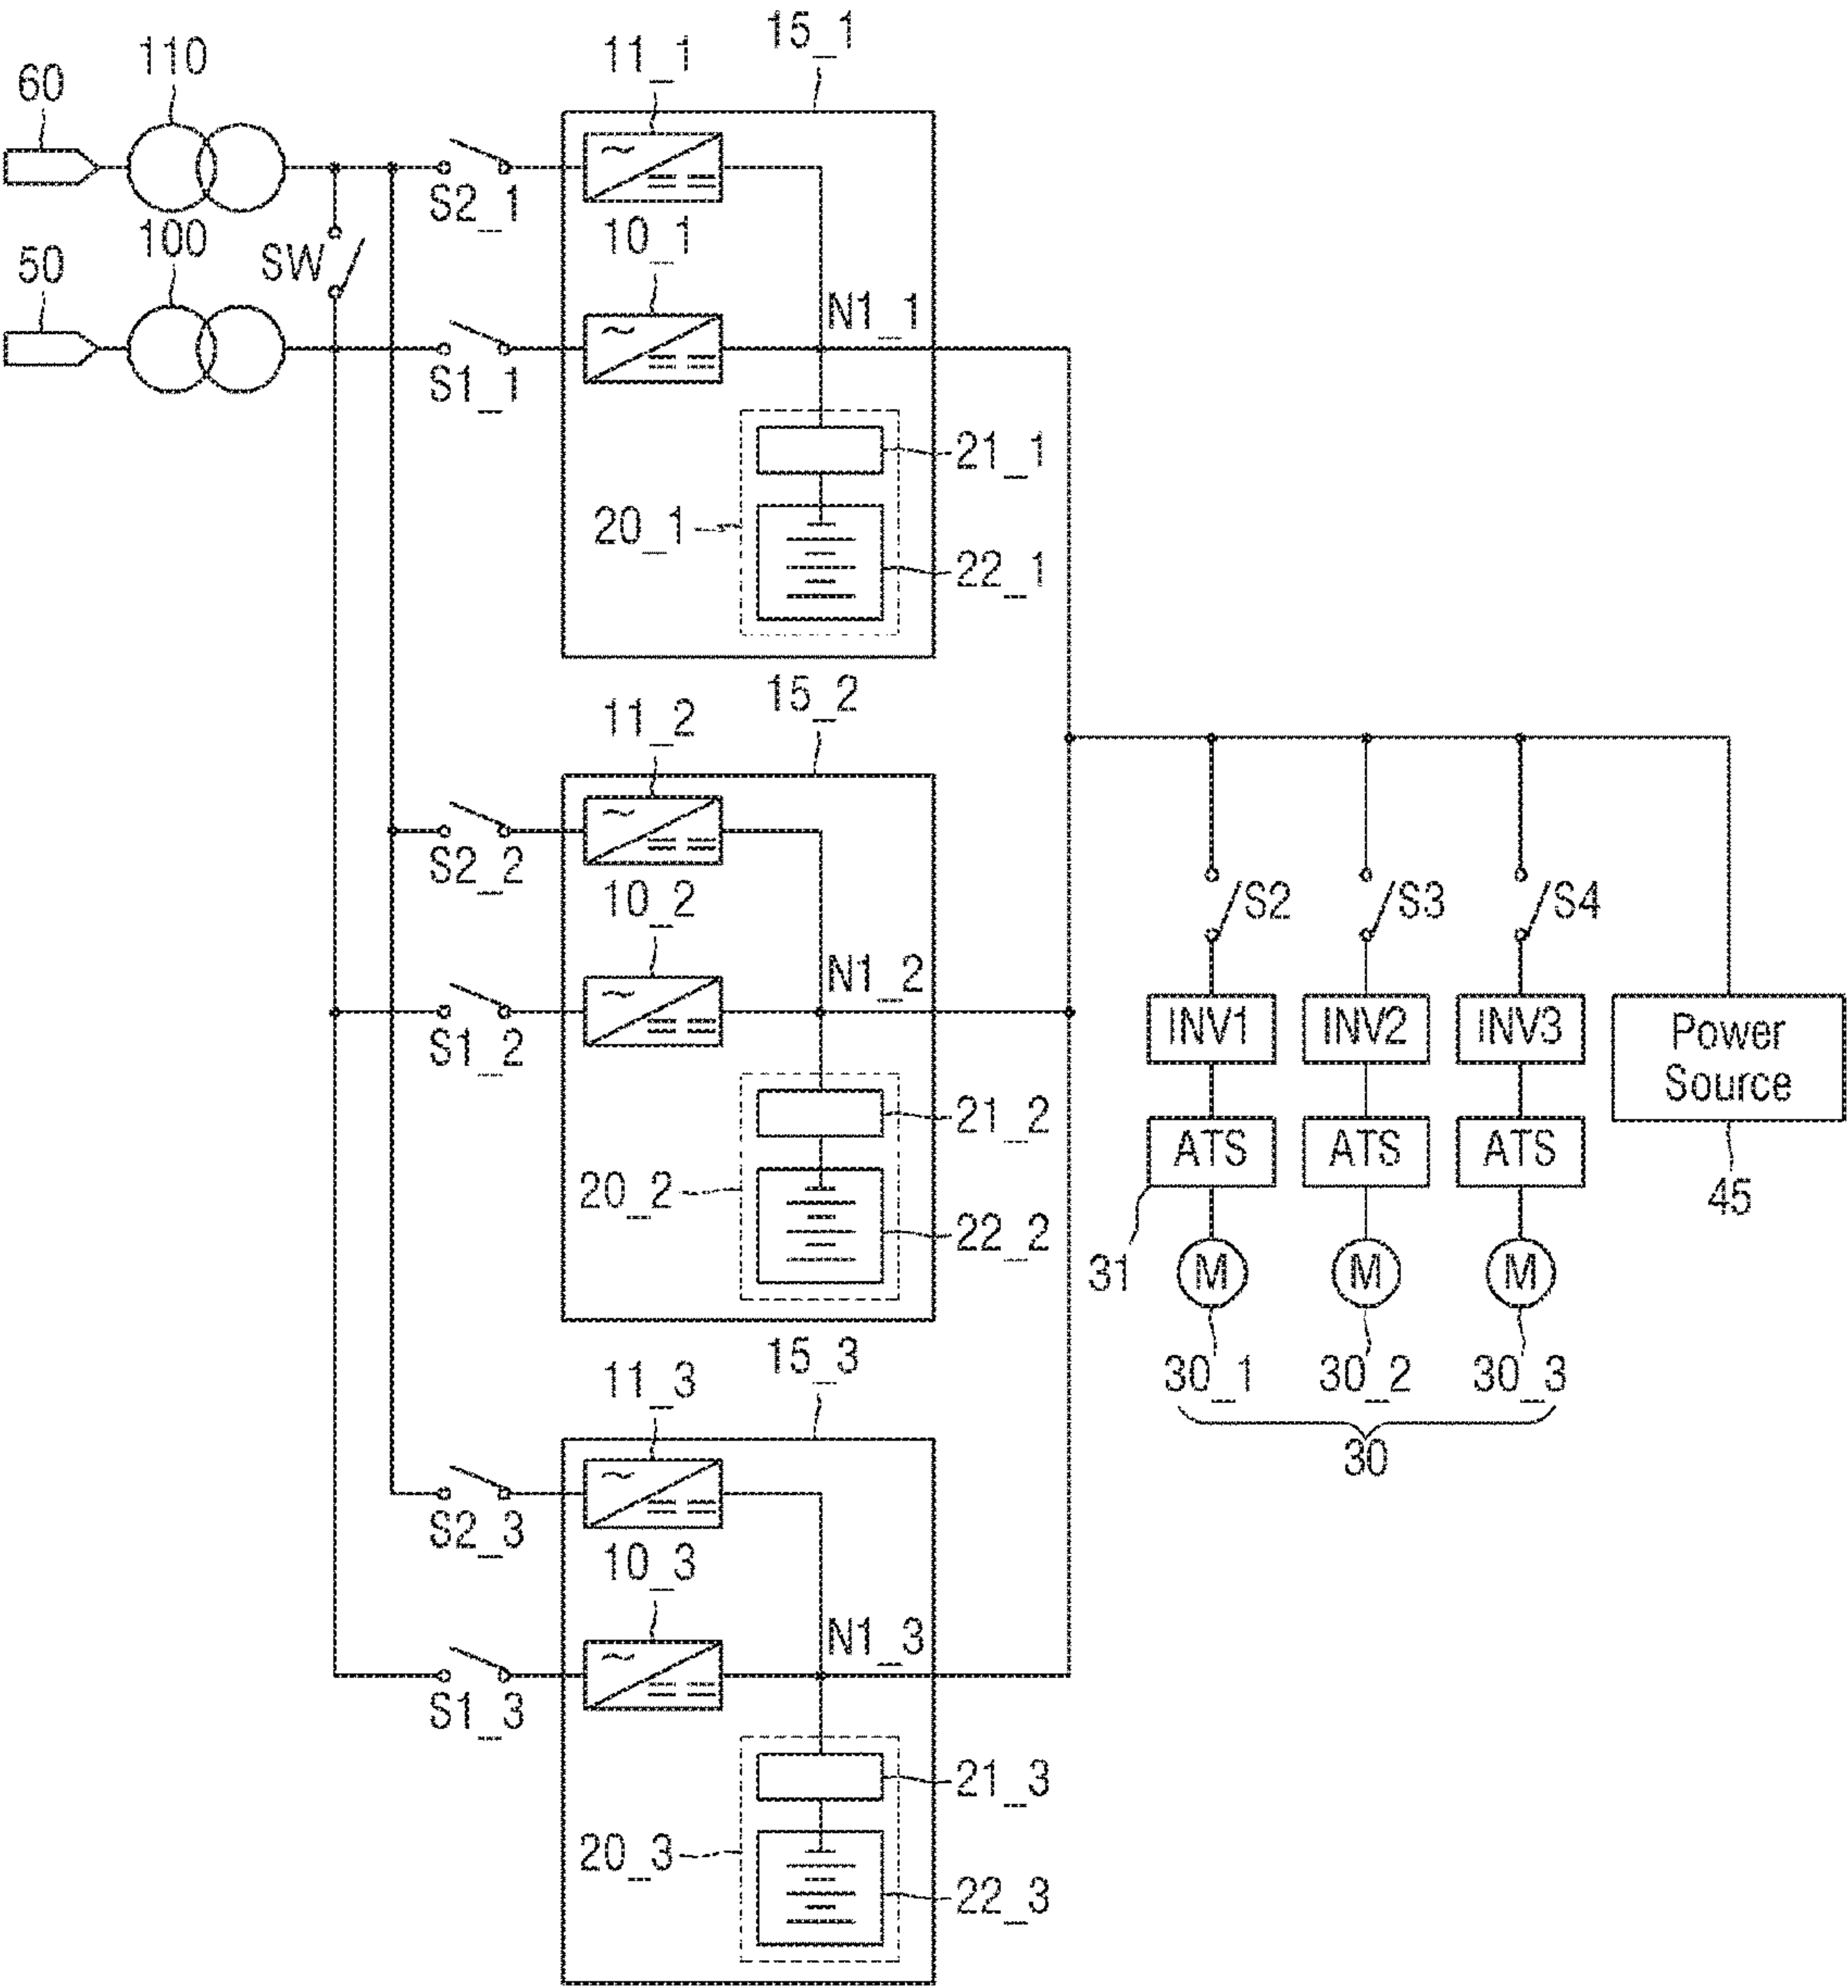 15_1
110
11_1
60
S2_1
100
10_1
50
SW
N1_1
S1_1
21_1
20_1
22_1
15_2
11_2
S2_2
10_2
/S2 /S3 /S4
N1_2
S1_2
INV1 INV2 INV3 Power
Source
21_2
ATS ATS ATS
20_2
45
22_2
31 M M M
15_3
11_3
30_1 30_2 30_3
30
S2_3
10_3
N1_3
S1_3
21_3
20_3
22_3